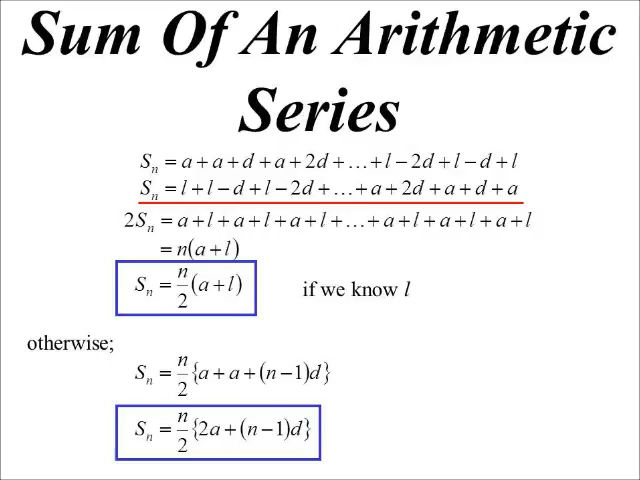 Sum Of An Arithmetic
Series
Sₙ = a + a + d + a + 2d + … + l − 2d + l − d + l
Sₙ = l + l − d + l − 2d + … + a + 2d + a + d + a
2Sₙ = a + l + a + l + a + l + … + a + l + a + l + a + l
= n(a + l)
Sₙ = n/2 (a + l) if we know l
otherwise;
Sₙ = n/2 {a + a + (n − 1)d}
Sₙ = n/2 {2a + (n − 1)d}